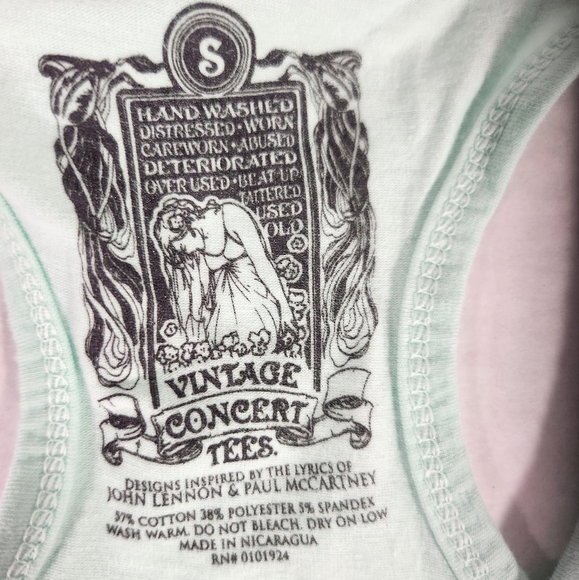 S
HAND WASHED
DISTRESSED • WORN
CAREWORN • ABUSED
DETERIORATED
OVER USED • BEAT UP
TATTERED
USED
OLD
VINTAGE
CONCERT
TEES.
DESIGNS INSPIRED BY THE LYRICS OF
JOHN LENNON & PAUL McCARTNEY
57% COTTON 38% POLYESTER 5% SPANDEX
WASH WARM. DO NOT BLEACH. DRY ON LOW
MADE IN NICARAGUA
RN# 0101924